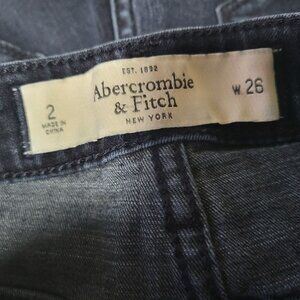 EST. 1892
Abercrombie
& Fitch
NEW YORK
2
MADE IN
CHINA
W 26